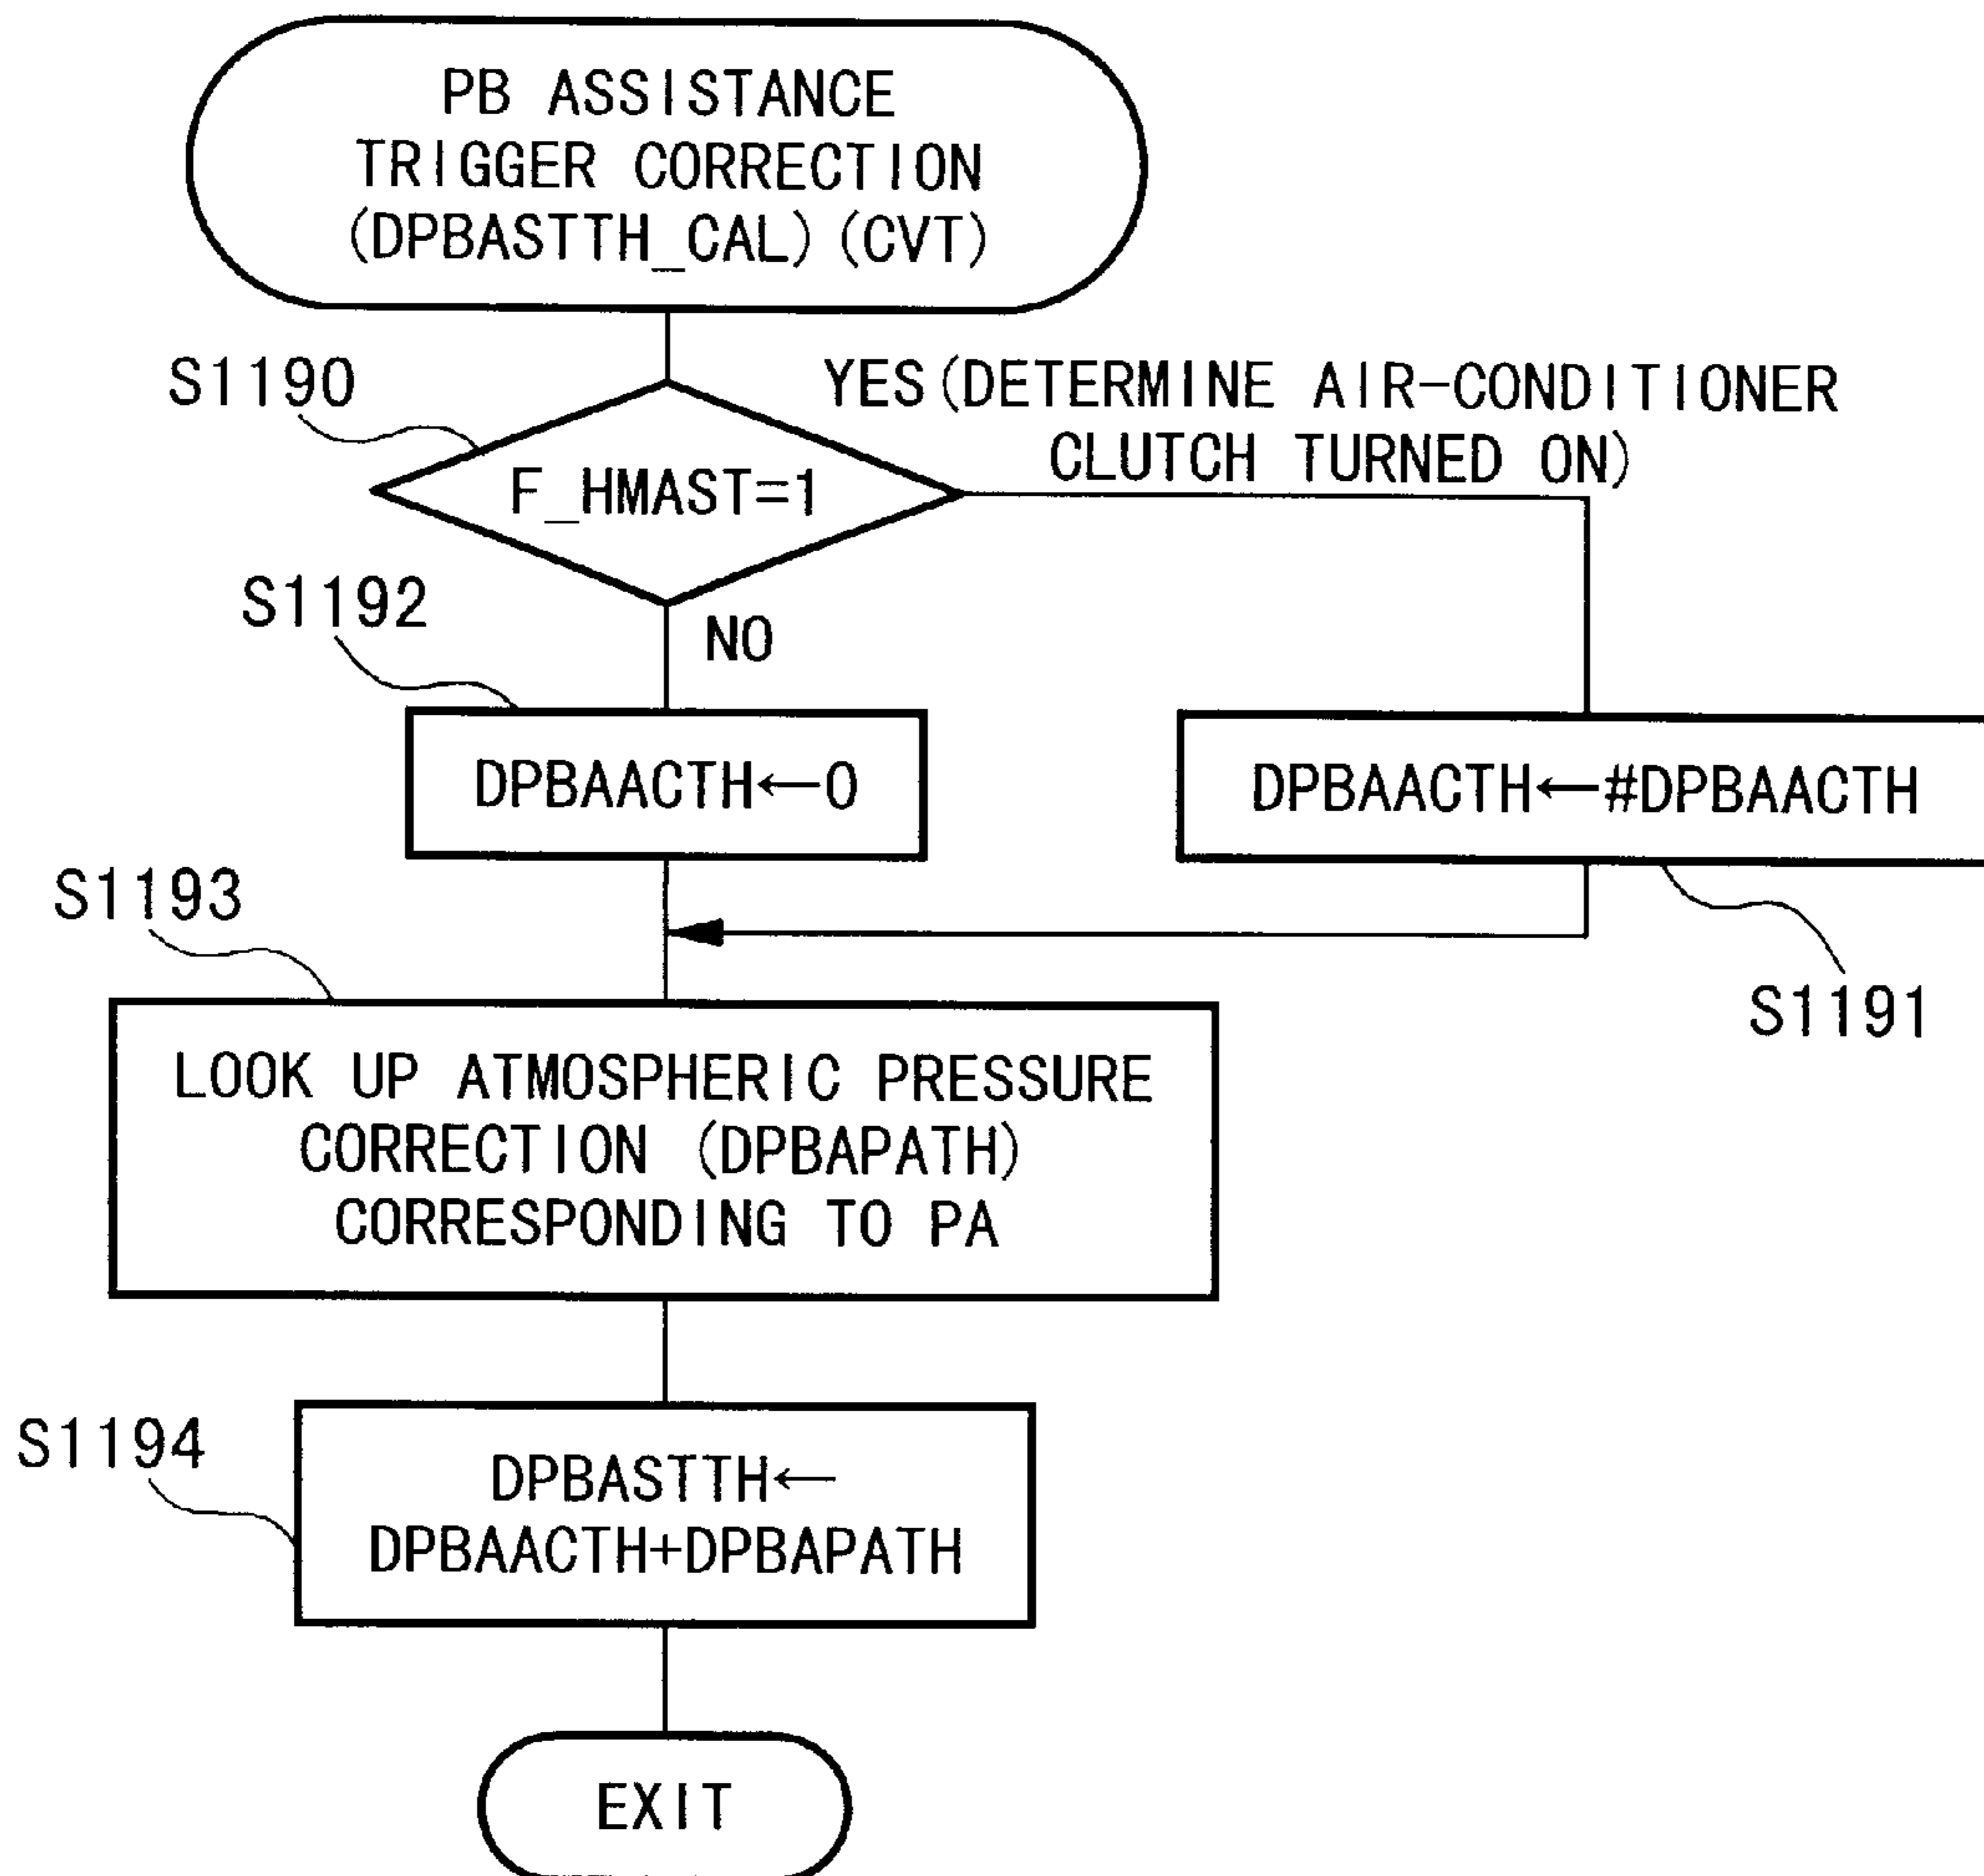 PB ASSISTANCE
TRIGGER CORRECTION
(DPBASTTH_CAL) (CVT)
S1190
YES (DETERMINE AIR-CONDITIONER
CLUTCH TURNED ON)
F_HMAST=1
S1192
NO
DPBAACTH←0
DPBAACTH←#DPBAACTH
S1193
S1191
LOOK UP ATMOSPHERIC PRESSURE
CORRECTION (DPBAPATH)
CORRESPONDING TO PA
S1194
DPBASTTH←
DPBAACTH+DPBAPATH
EXIT